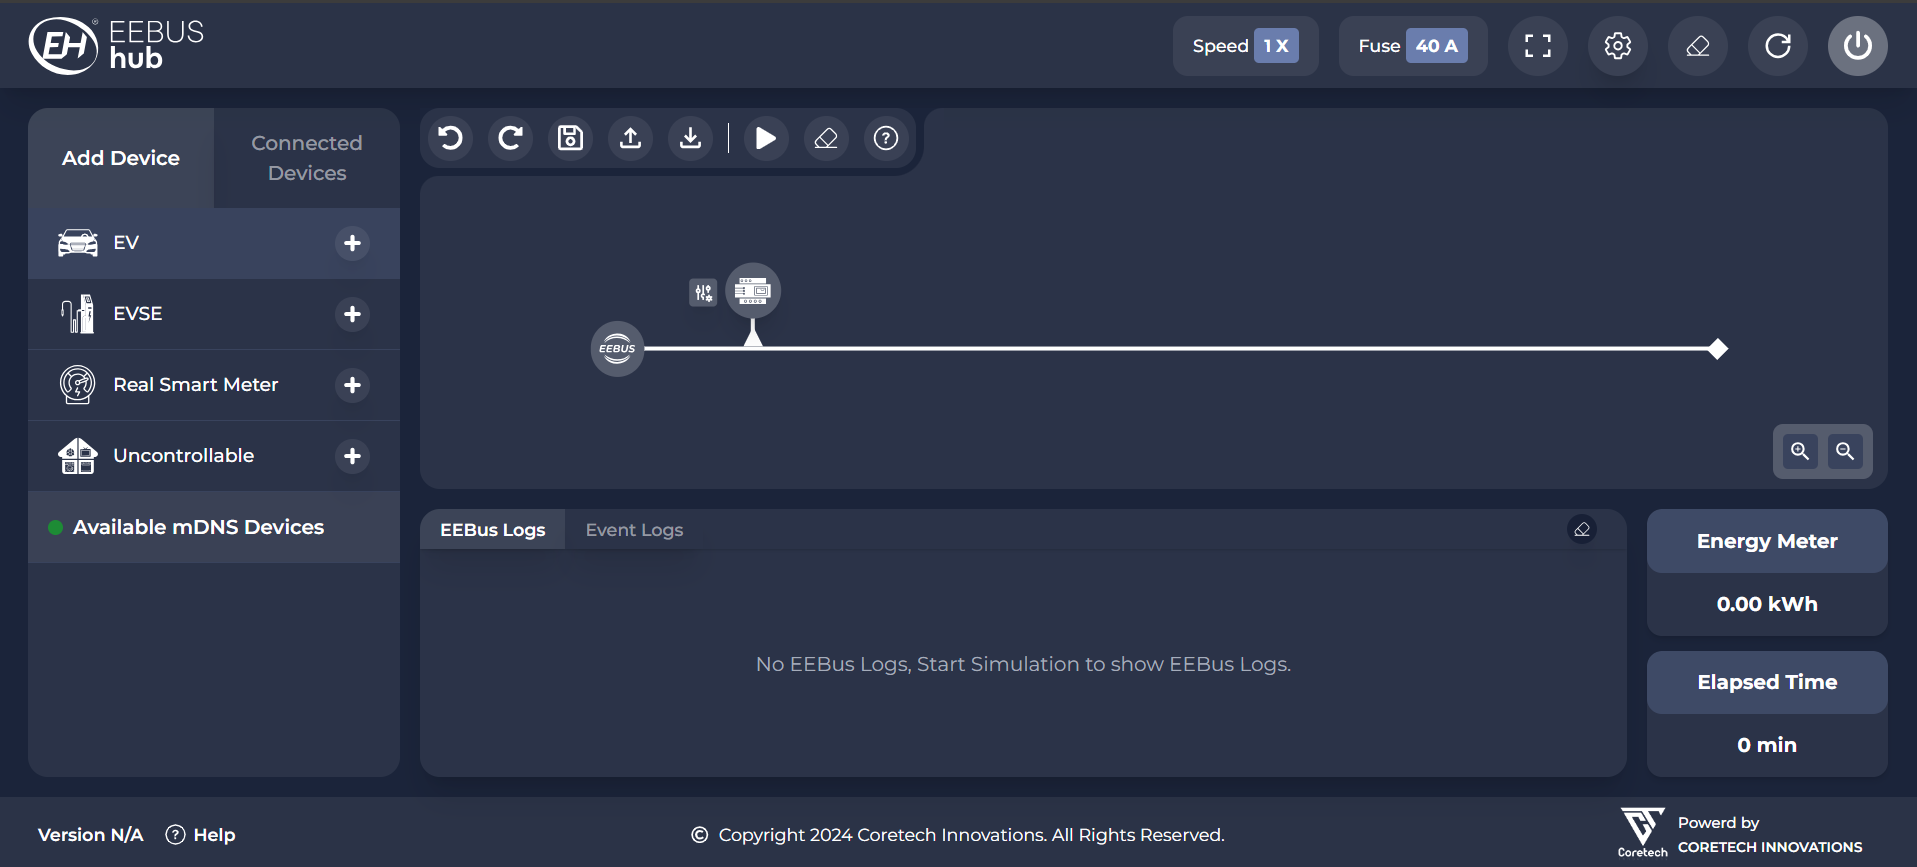 EH®
EEBUS
hub
Speed 1 X
Fuse 40 A
Add Device
Connected
Devices
EV
EVSE
Real Smart Meter
Uncontrollable
Available mDNS Devices
EEBUS
EEBus Logs
Event Logs
No EEBus Logs, Start Simulation to show EEBus Logs.
Energy Meter
0.00 kWh
Elapsed Time
0 min
Version N/A
? Help
© Copyright 2024 Coretech Innovations. All Rights Reserved.
Coretech
Powerd by
CORETECH INNOVATIONS